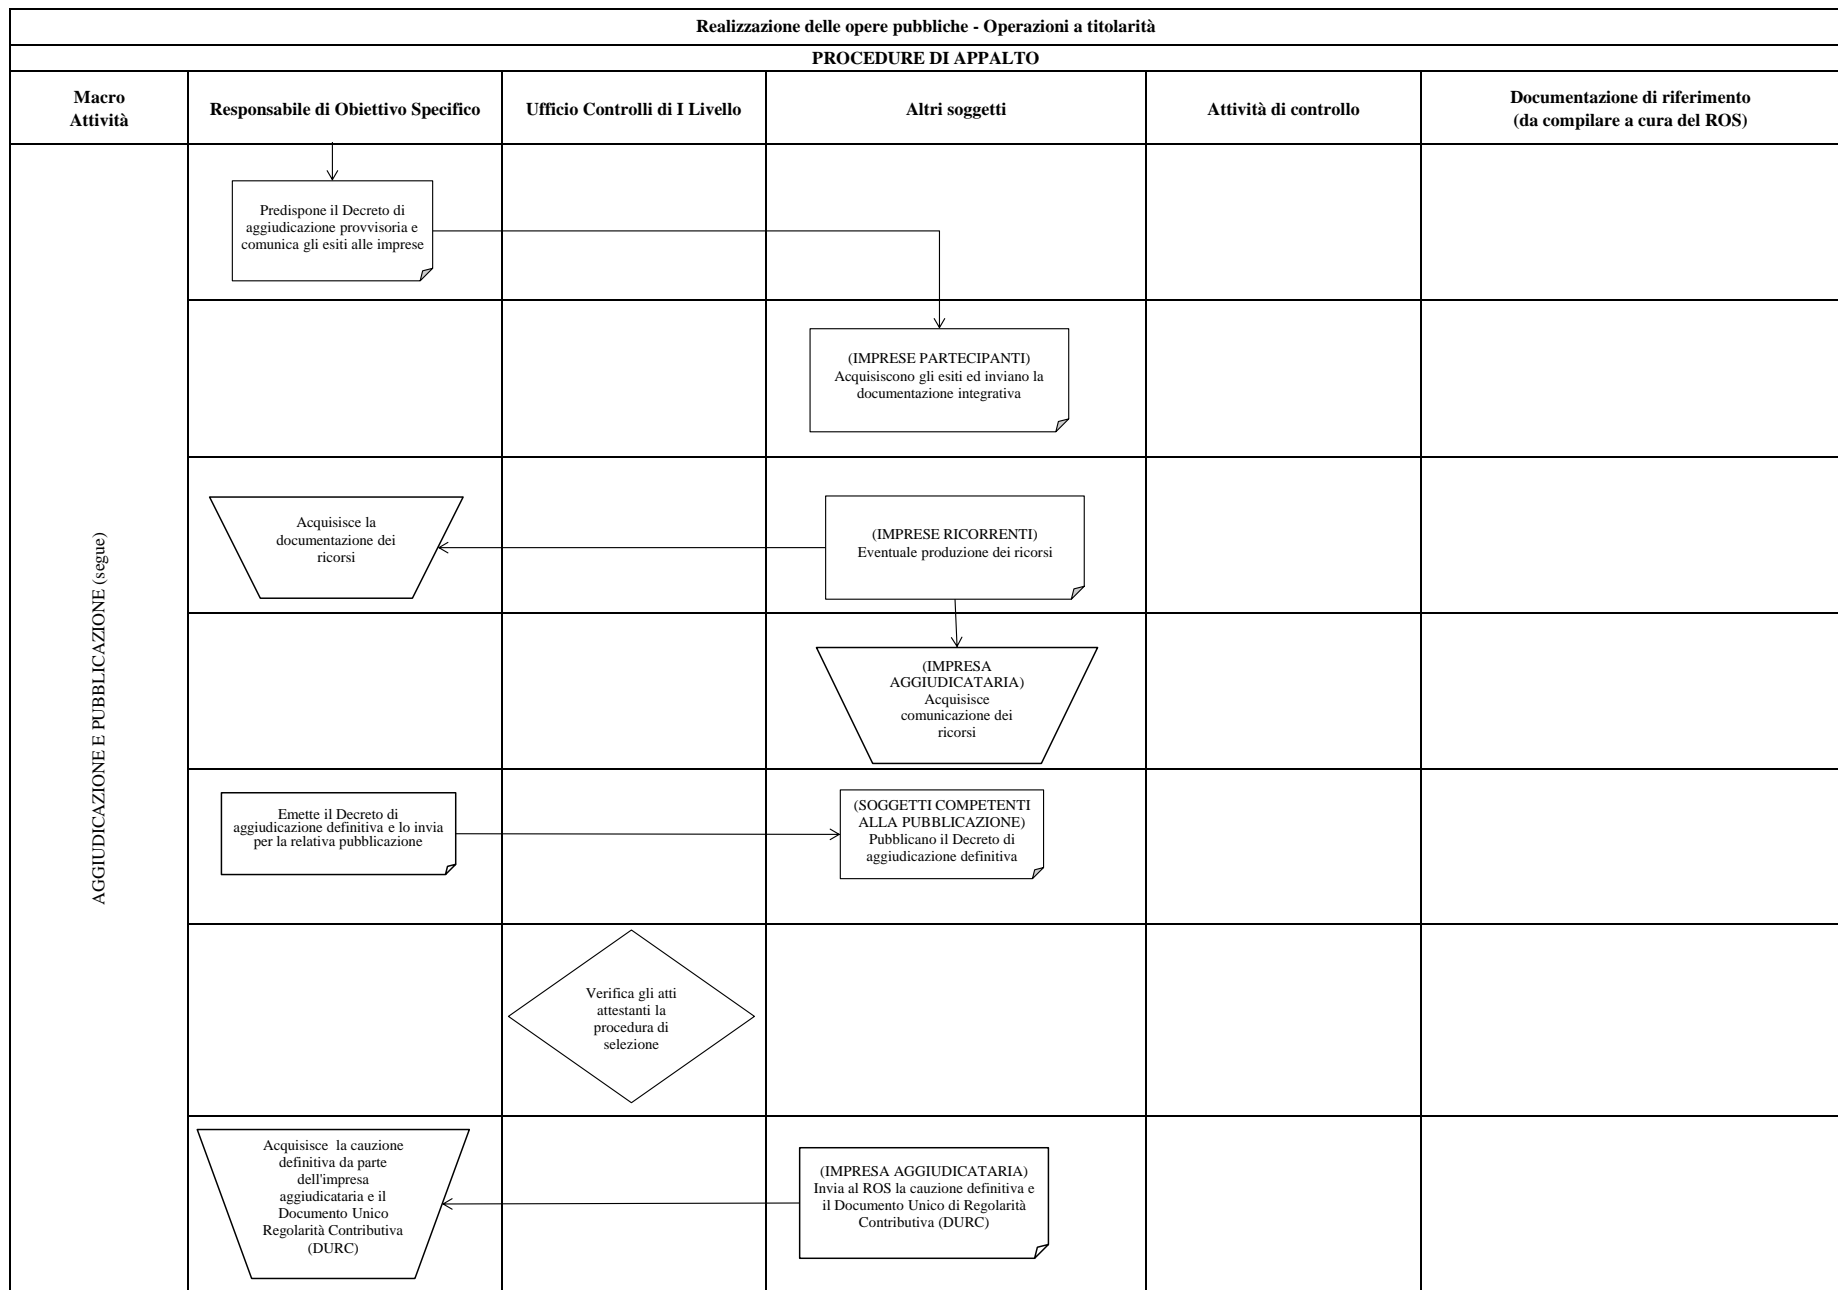 Realizzazione delle opere pubbliche - Operazioni a titolarità
PROCEDURE DI APPALTO
Macro
Attività
Responsabile di Obiettivo Specifico
Ufficio Controlli di I Livello
Altri soggetti
Attività di controllo
Documentazione di riferimento
(da compilare a cura del ROS)
AGGIUDICAZIONE E PUBBLICAZIONE (segue)
Predispone il Decreto di
aggiudicazione provvisoria e
comunica gli esiti alle imprese
(IMPRESE PARTECIPANTI)
Acquisiscono gli esiti ed inviano la
documentazione integrativa
Acquisisce la
documentazione dei
ricorsi
(IMPRESE RICORRENTI)
Eventuale produzione dei ricorsi
(IMPRESA
AGGIUDICATARIA)
Acquisisce
comunicazione dei
ricorsi
Emette il Decreto di
aggiudicazione definitiva e lo invia
per la relativa pubblicazione
(SOGGETTI COMPETENTI
ALLA PUBBLICAZIONE)
Pubblicano il Decreto di
aggiudicazione definitiva
Verifica gli atti
attestanti la
procedura di
selezione
Acquisisce  la cauzione
definitiva da parte
dell'impresa
aggiudicataria e il
Documento Unico
Regolarità Contributiva
(DURC)
(IMPRESA AGGIUDICATARIA)
Invia al ROS la cauzione definitiva e
il Documento Unico di Regolarità
Contributiva (DURC)